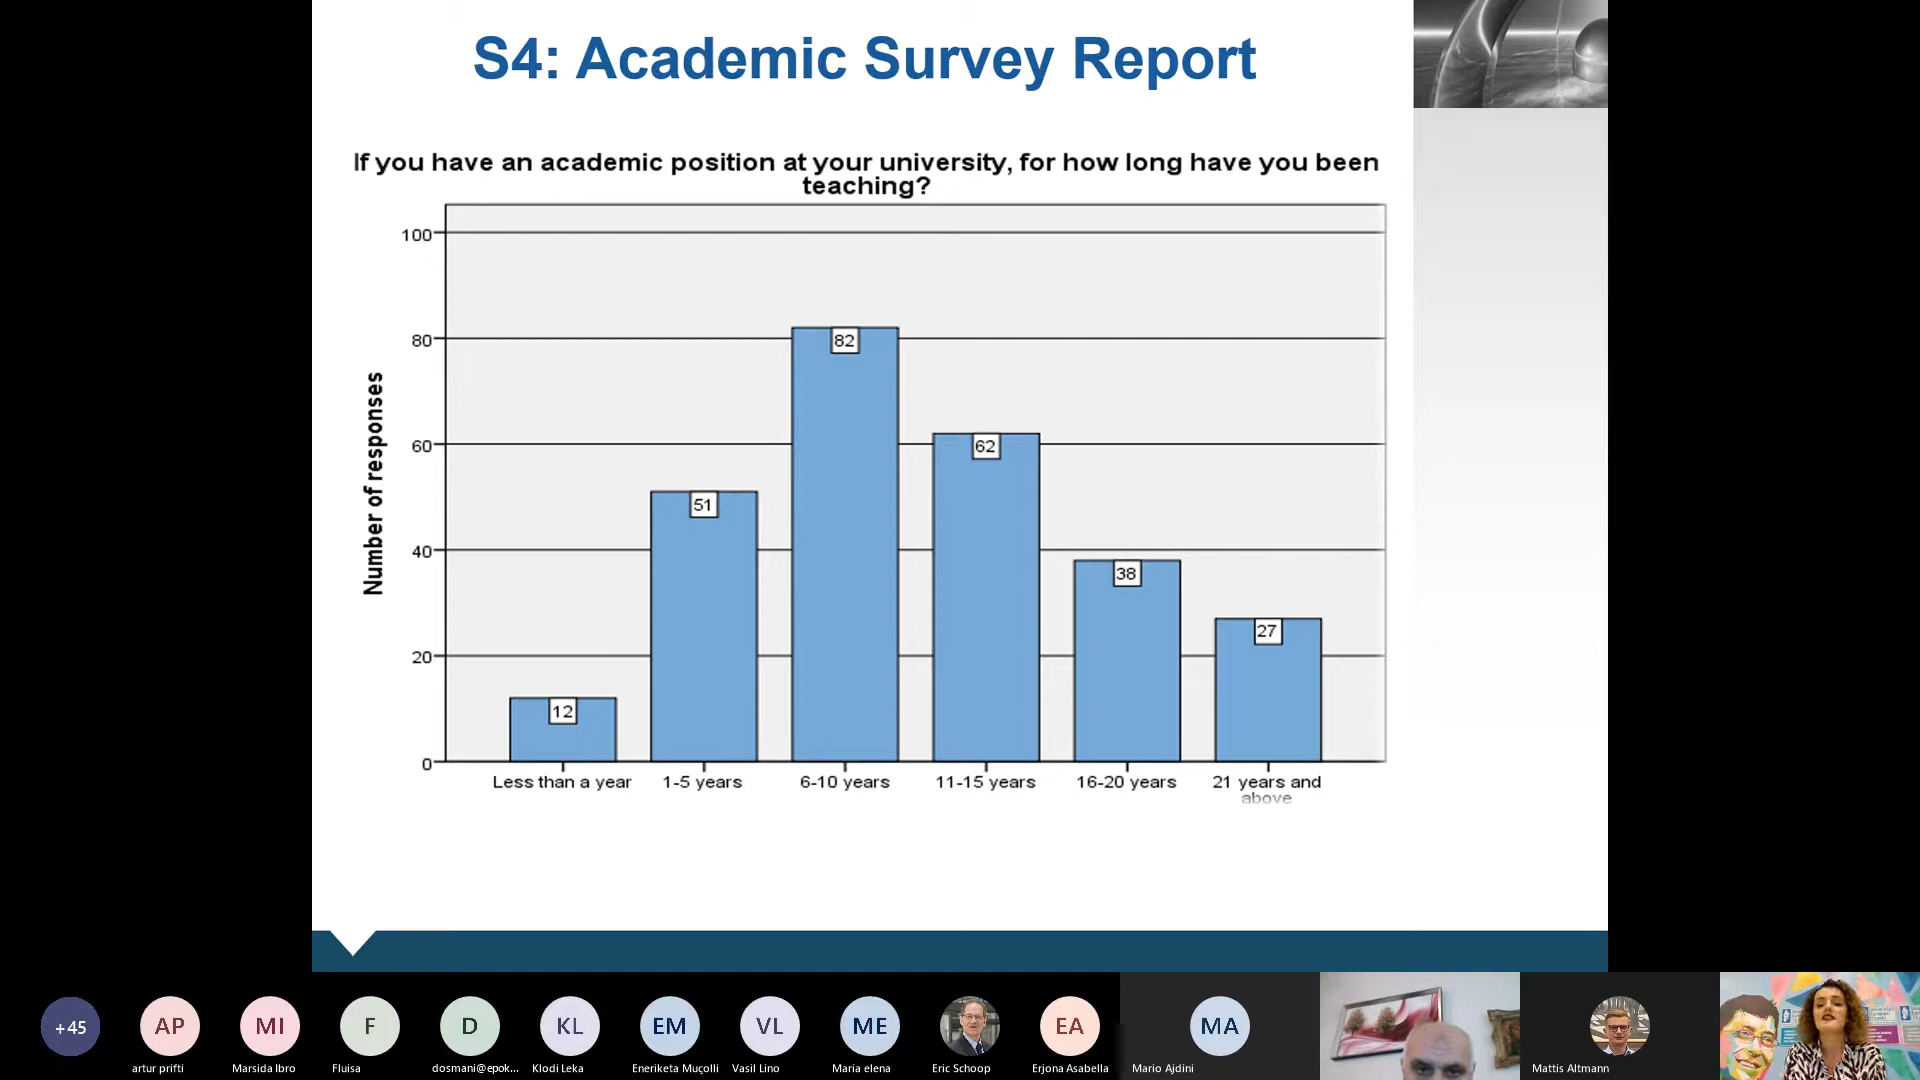 S4: Academic Survey Report
If you have an academic position at your university, for how long have you been
teaching?
Number of responses
100
80
60
40
20
0
12
51
82
62
38
27
Less than a year
1-5 years
6-10 years
11-15 years
16-20 years
21 years and
above
+45
AP
MI
F
D
KL
EM
VL
ME
EA
MA
artur prifti
Marsida Ibro
Fluisa
dosmani@epok...
Klodi Leka
Eneriketa Muçolli
Vasil Lino
Maria elena
Eric Schoop
Erjona Asabella
Mario Ajdini
Mattis Altmann